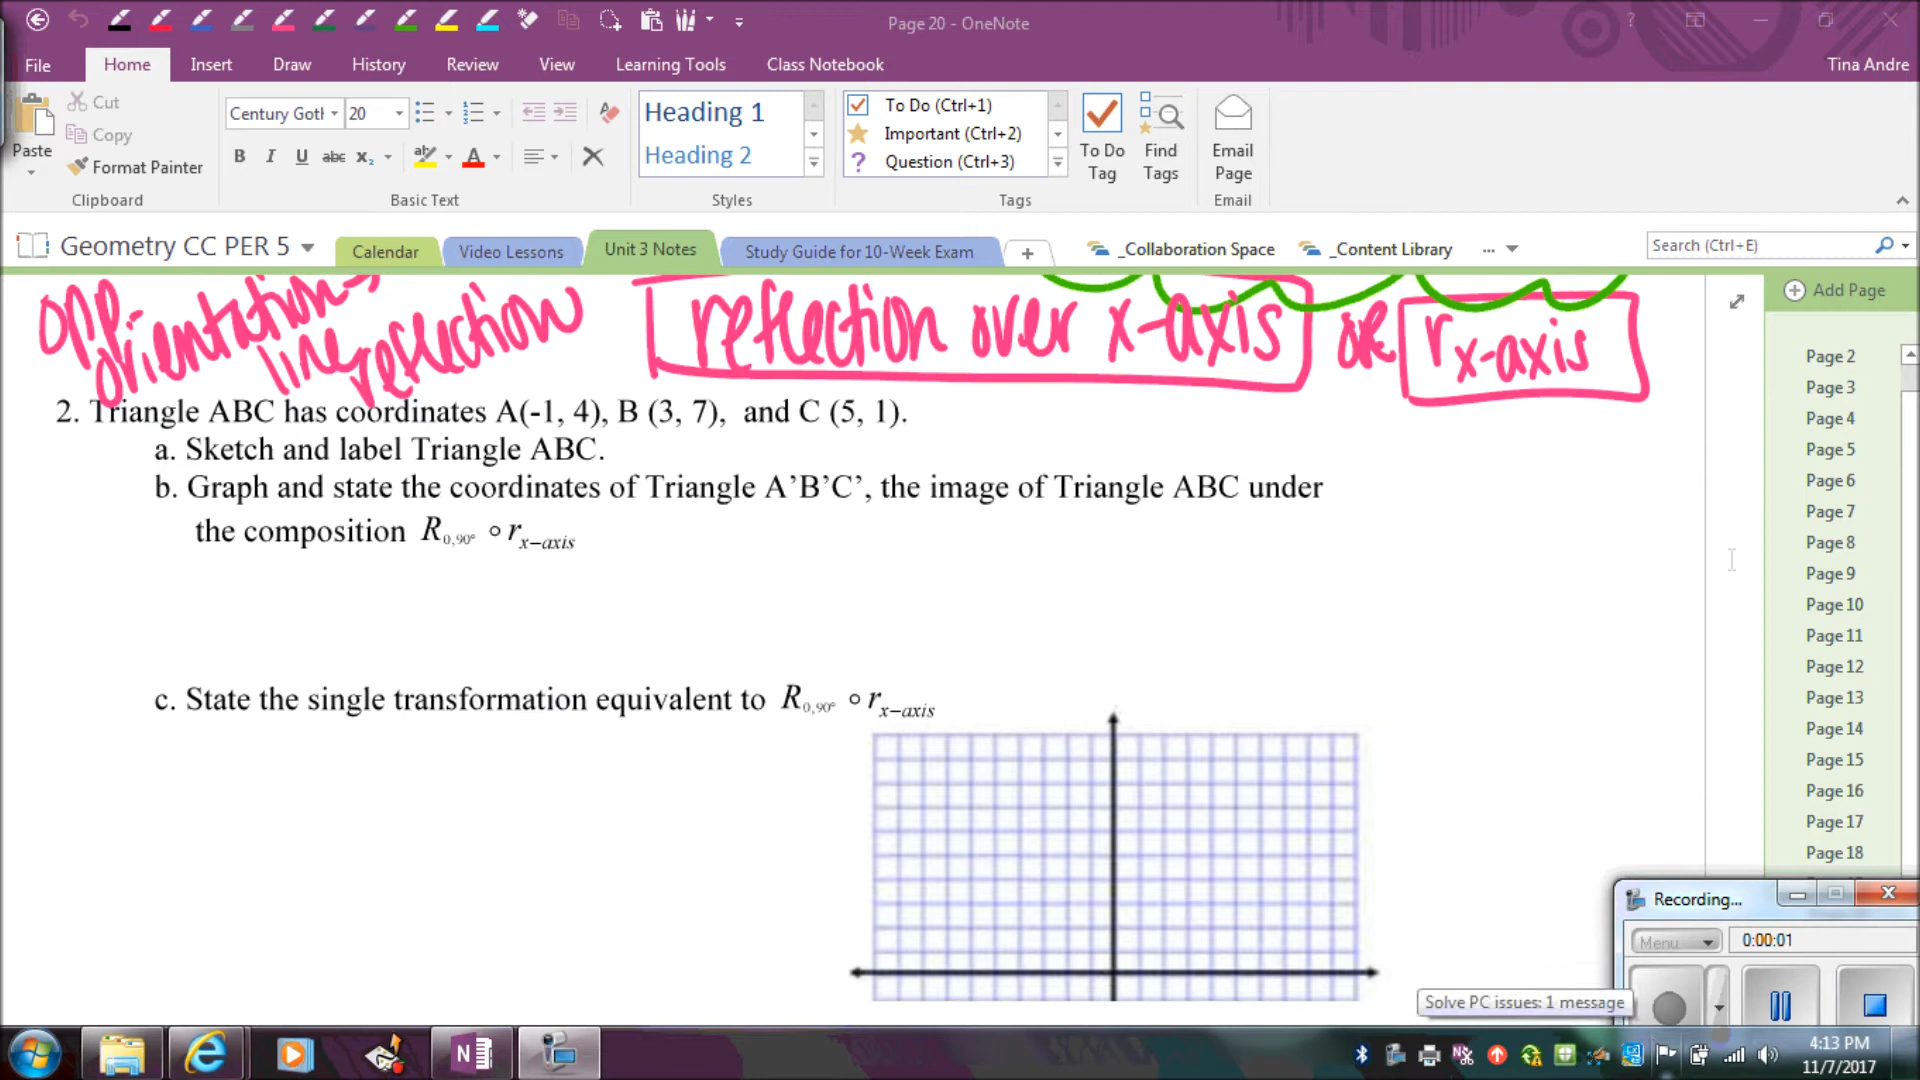 Page 20 - OneNote
File Home Insert Draw History Review View Learning Tools Class Notebook Tina Andre
Paste Cut
Copy
Format Painter
Clipboard
Century Goth 20
B I U abc x₂ A
Basic Text
Heading 1
Heading 2
Styles
To Do (Ctrl+1)
Important (Ctrl+2)
Question (Ctrl+3)
Tags
To Do Tag
Find Tags
Email Page
Email
Geometry CC PER 5 Calendar Video Lessons Unit 3 Notes Study Guide for 10-Week Exam + _Collaboration Space _Content Library ... Search (Ctrl+E)
Add Page
opp orientation→
line reflection
reflection over x-axis or r x-axis
2. Triangle ABC has coordinates A(-1, 4), B (3, 7), and C (5, 1).
a. Sketch and label Triangle ABC.
b. Graph and state the coordinates of Triangle A’B’C’, the image of Triangle ABC under
the composition R₀,₉₀° ∘ r x−axis
c. State the single transformation equivalent to R₀,₉₀° ∘ r x−axis
Page 2
Page 3
Page 4
Page 5
Page 6
Page 7
Page 8
Page 9
Page 10
Page 11
Page 12
Page 13
Page 14
Page 15
Page 16
Page 17
Page 18
Recording...
Menu 0:00:01
Solve PC issues: 1 message
4:13 PM
11/7/2017